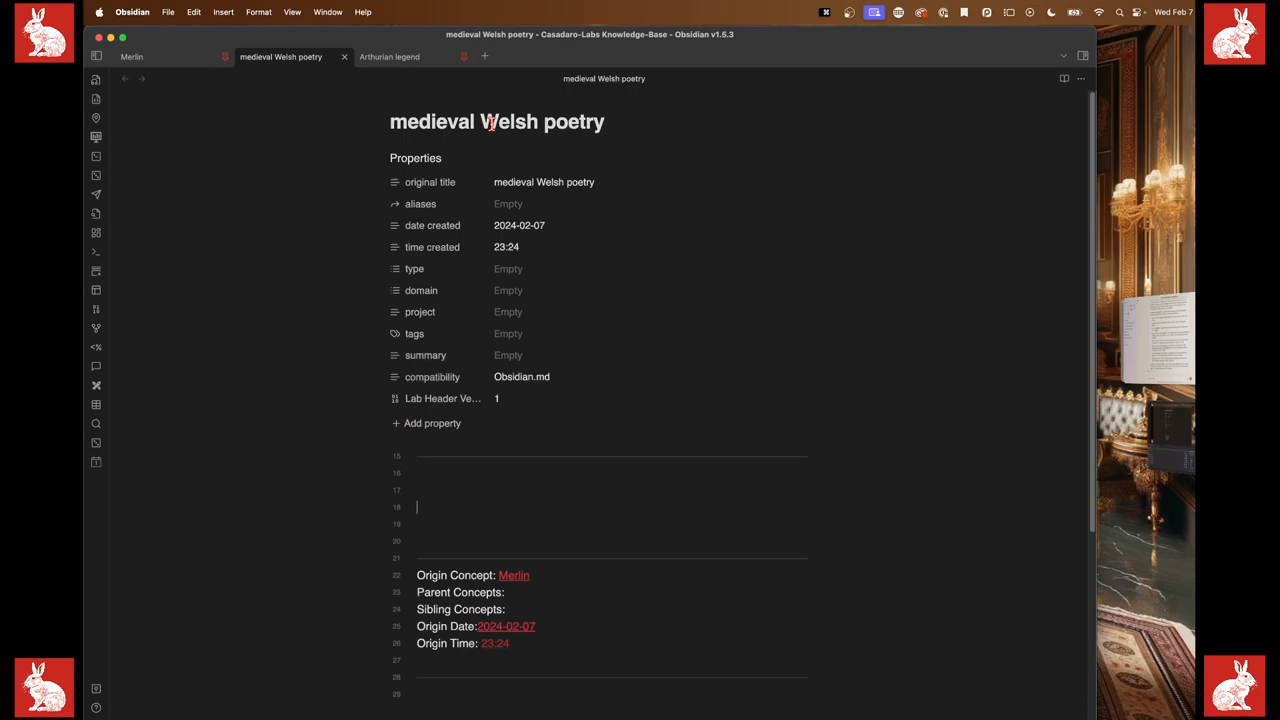 Obsidian File Edit Insert Format View Window Help Wed Feb 7
medieval Welsh poetry - Casadaro-Labs Knowledge-Base - Obsidian v1.5.3
Merlin medieval Welsh poetry Arthurian legend
medieval Welsh poetry
medieval Welsh poetry
Properties
original title medieval Welsh poetry
aliases Empty
date created 2024-02-07
time created 23:24
type Empty
domain Empty
project Empty
tags Empty
summary Empty
compatibility Obsidian.md
Lab Header Ve... 1
Add property
15
16
17
18
19
20
21
22 Origin Concept: Merlin
23 Parent Concepts:
24 Sibling Concepts:
25 Origin Date:2024-02-07
26 Origin Time: 23:24
27
28
29